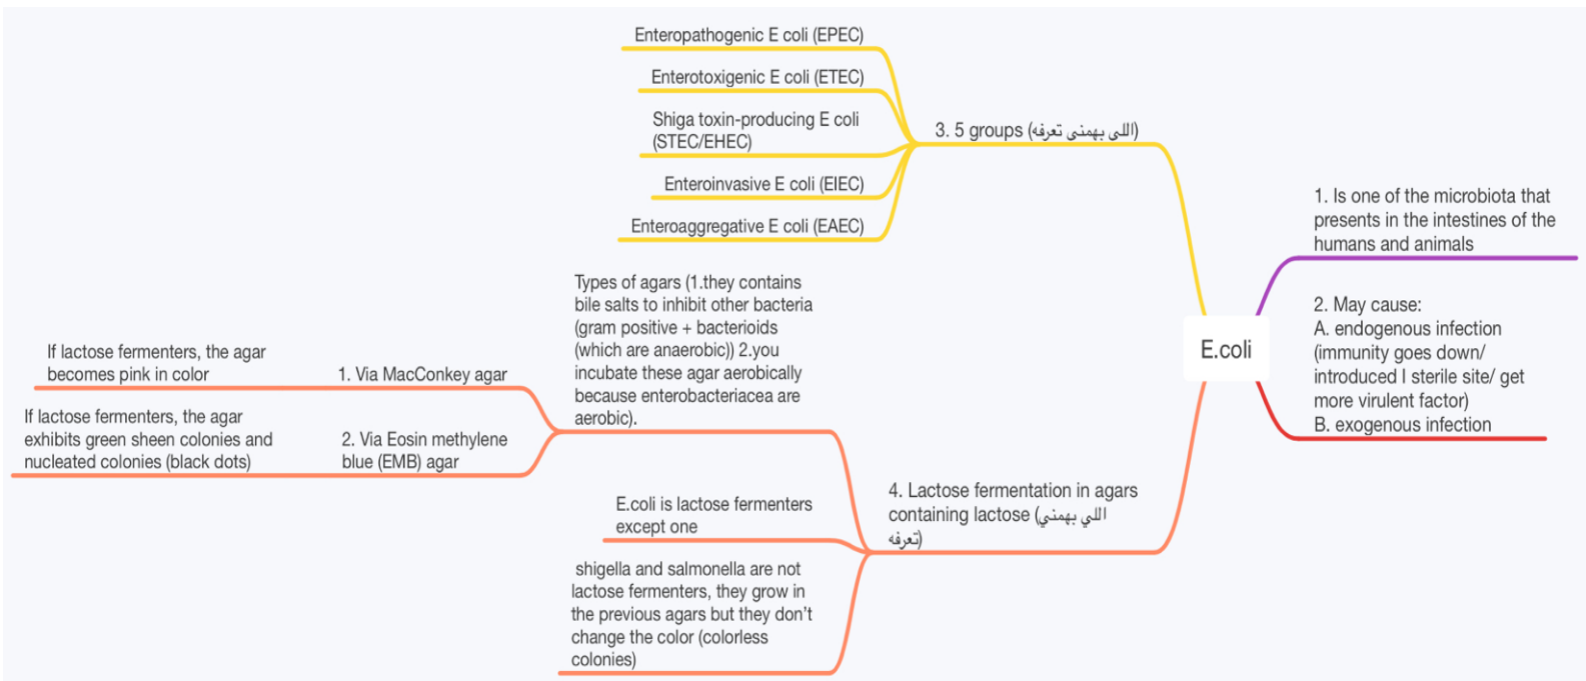 E.coli
1. Is one of the microbiota that
presents in the intestines of the
humans and animals
2. May cause:
A. endogenous infection
(immunity goes down/
introduced I sterile site/ get
more virulent factor)
B. exogenous infection
3. 5 groups (اللي بهمني تعرفه)
Enteropathogenic E coli (EPEC)
Enterotoxigenic E coli (ETEC)
Shiga toxin-producing E coli
(STEC/EHEC)
Enteroinvasive E coli (EIEC)
Enteroaggregative E coli (EAEC)
4. Lactose fermentation in agars
containing lactose (اللي بهمني
تعرفه)
Types of agars (1.they contains
bile salts to inhibit other bacteria
(gram positive + bacterioids
(which are anaerobic)) 2.you
incubate these agar aerobically
because enterobacteriacea are
aerobic).
1. Via MacConkey agar
If lactose fermenters, the agar
becomes pink in color
2. Via Eosin methylene
blue (EMB) agar
If lactose fermenters, the agar
exhibits green sheen colonies and
nucleated colonies (black dots)
E.coli is lactose fermenters
except one
shigella and salmonella are not
lactose fermenters, they grow in
the previous agars but they don't
change the color (colorless
colonies)